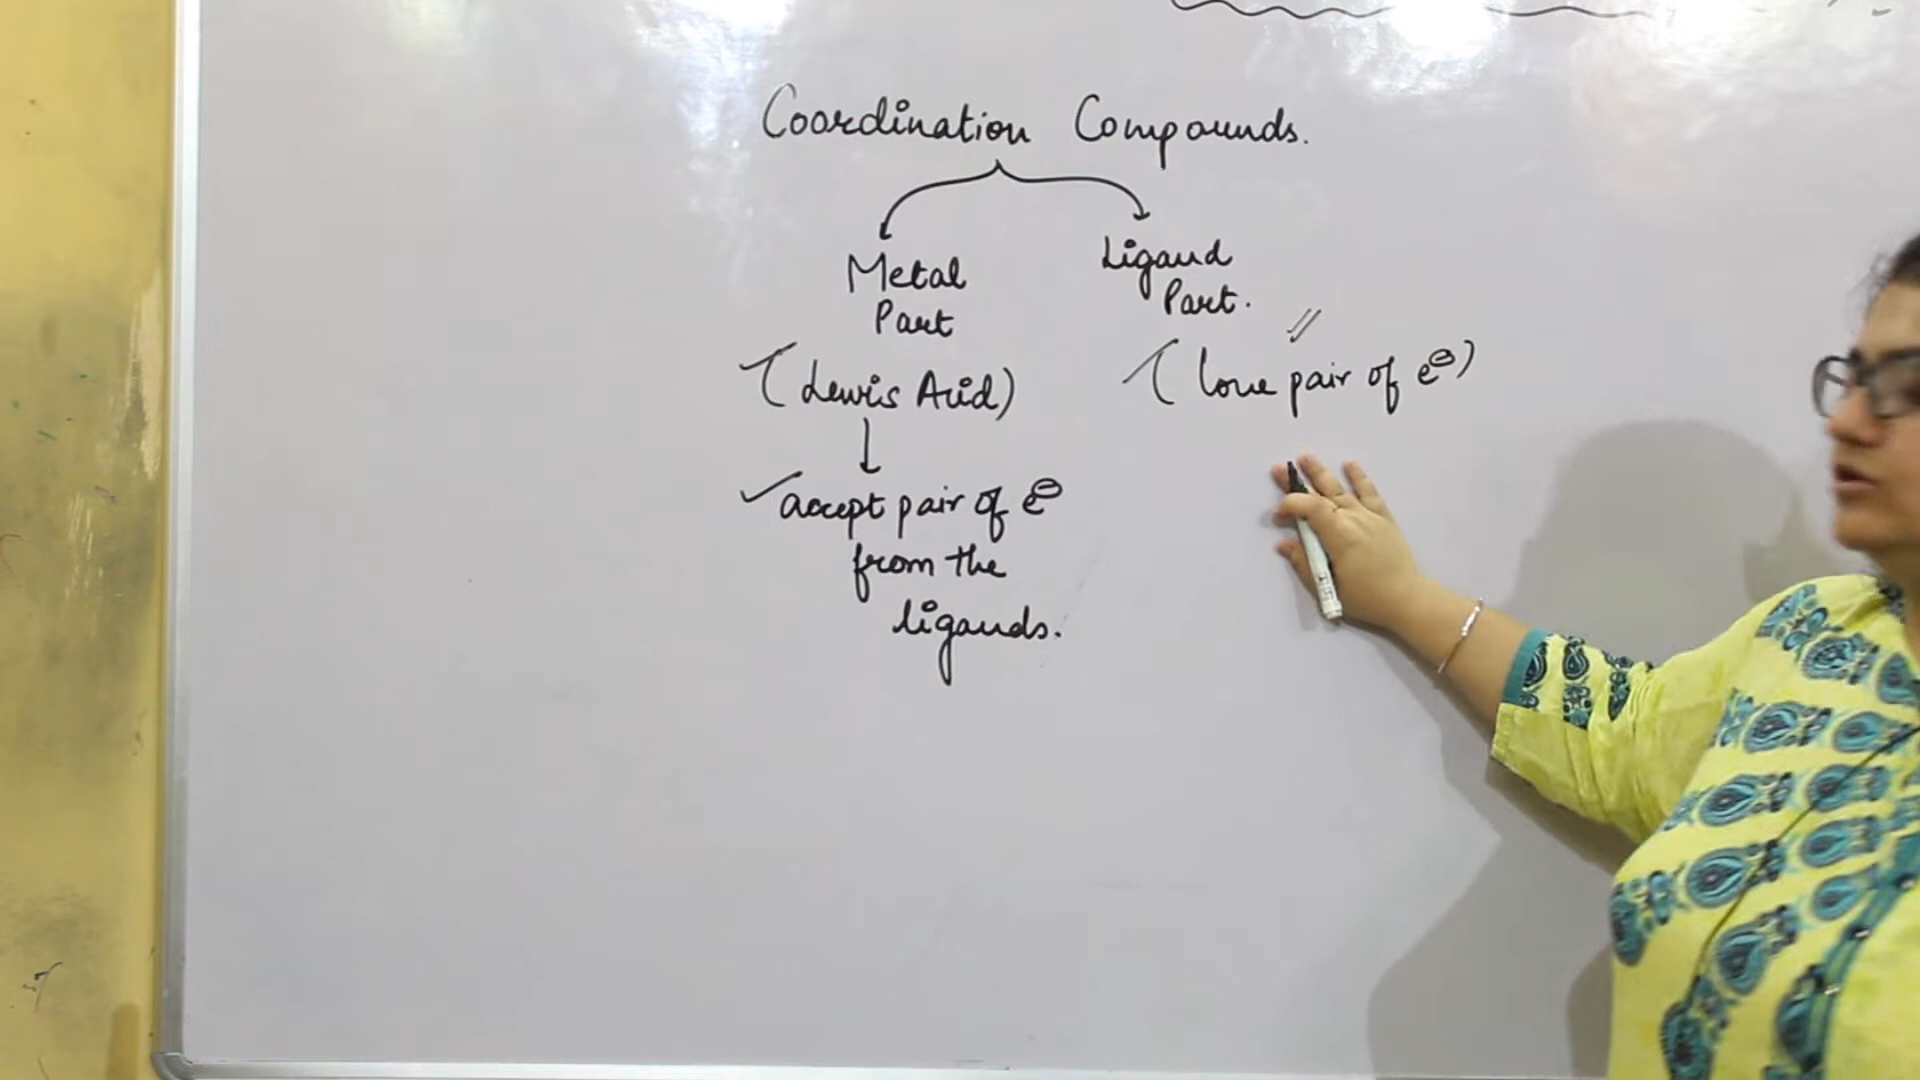 Coordination Compounds.
Metal
Part
Ligand
Part.
(Lewis Acid)
(lone pair of e⊖)
✓accept pair of e⊖
from the
ligands.